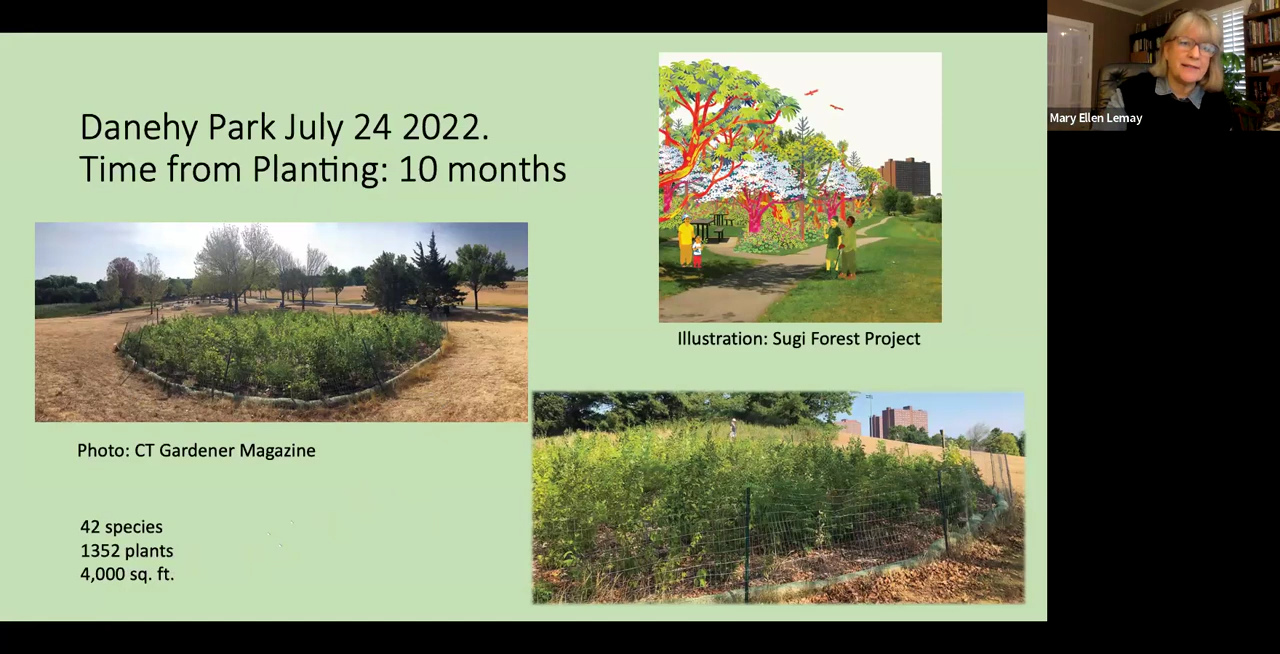 Danehy Park July 24 2022.
Time from Planting: 10 months
Illustration: Sugi Forest Project
Photo: CT Gardener Magazine
42 species
1352 plants
4,000 sq. ft.
Mary Ellen Lemay